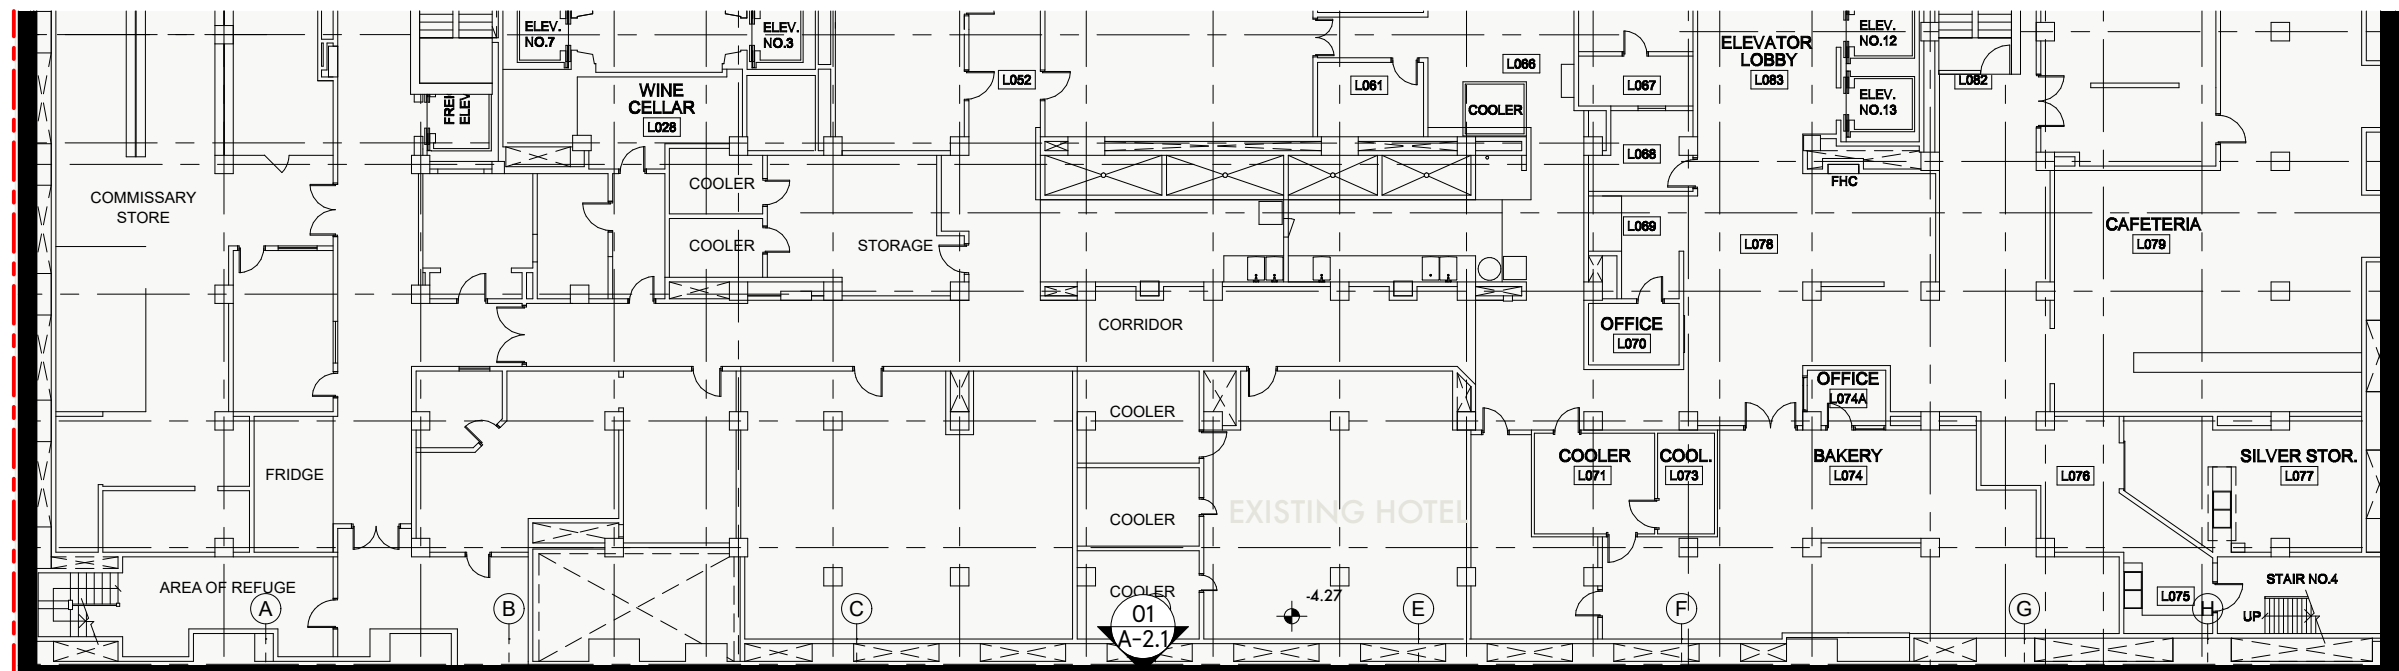 ELEV.
NO.7
ELEV.
NO.3
ELEVATOR
LOBBY
L083
ELEV.
NO.12
L052
L066
L061
L067
L082
WINE
CELLAR
L028
COOLER
ELEV.
NO.13
COMMISSARY
STORE
COOLER
L068
FHC
COOLER
STORAGE
L069
L078
CAFETERIA
L079
CORRIDOR
OFFICE
L070
OFFICE
L074A
COOLER
FRIDGE
COOLER
L071
COOL.
L073
BAKERY
L074
L076
SILVER STOR.
L077
EXISTING HOTEL
COOLER
AREA OF REFUGE
COOLER
-4.27
STAIR NO.4
L075
UP
A
B
C
01
A-2.1
E
F
G
H